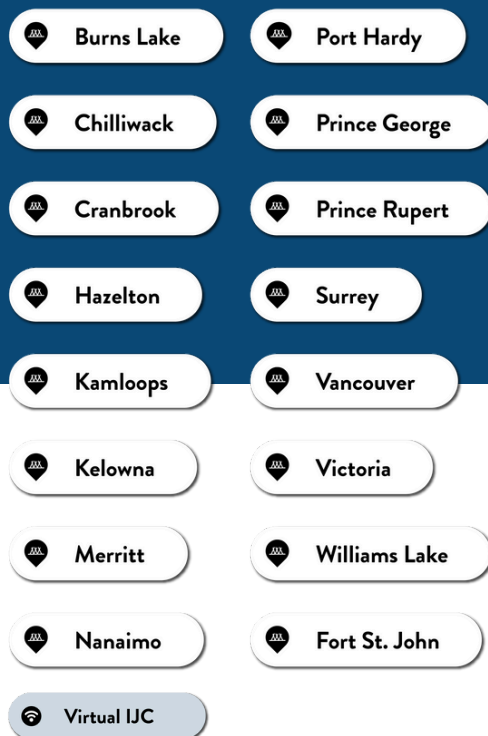 Burns Lake
Port Hardy
Chilliwack
Prince George
Cranbrook
Prince Rupert
Hazelton
Surrey
Kamloops
Vancouver
Kelowna
Victoria
Merritt
Williams Lake
Nanaimo
Fort St. John
Virtual IJC